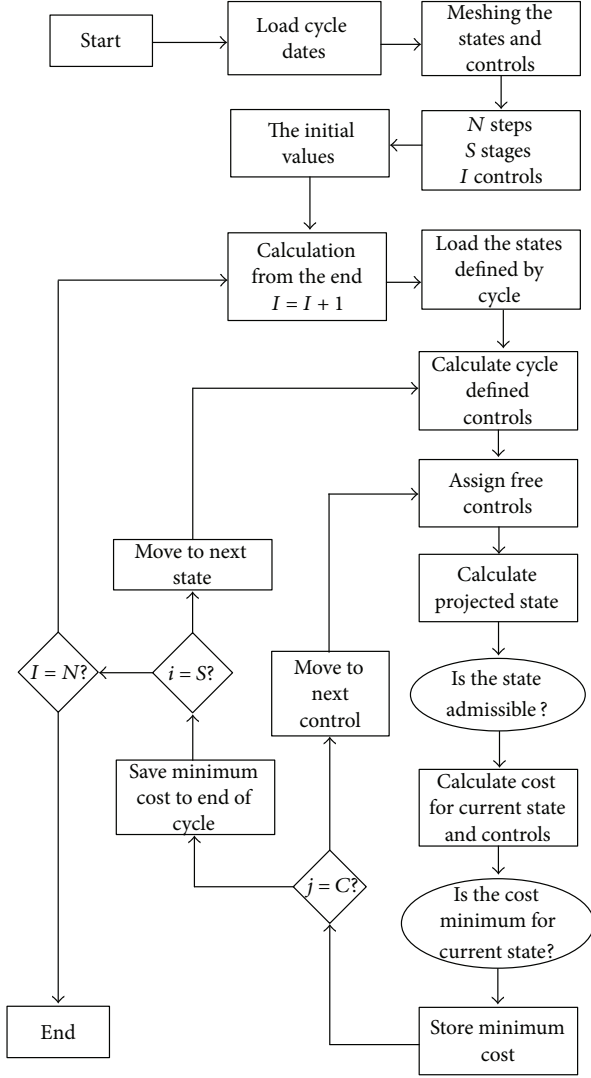 Start
Load cycle
dates
Meshing the
states and
controls
The initial
values
N steps
S stages
I controls
Calculation
from the end
I = I + 1
Load the states
defined by
cycle
Calculate cycle
defined
controls
Assign free
controls
Move to next
state
Calculate
projected state
I = N?
i = S?
Move to
next
control
Is the state
admissible?
Save minimum
cost to end of
cycle
Calculate cost
for current state
and controls
j = C?
Is the cost
minimum for
current state?
End
Store minimum
cost